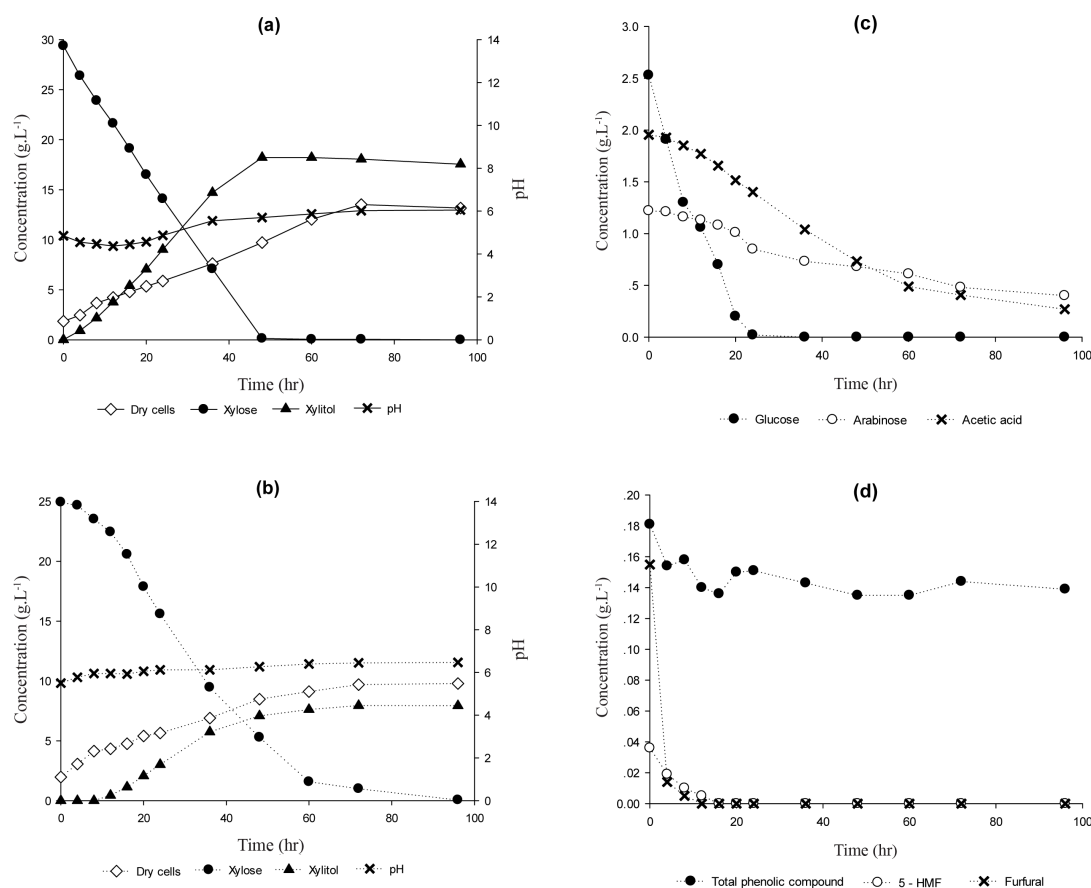 (a)
30
25
20
15
10
5
0
14
12
10
8
6
4
2
0
0 20 40 60 80 100
Concentration (g.L-1)
pH
Time (hr)
Dry cells Xylose Xylitol pH
(c)
3.0
2.5
2.0
1.5
1.0
.5
0.0
0 20 40 60 80 100
Concentration (g.L-1)
Time (hr)
Glucose Arabinose Acetic acid
(b)
25
20
15
10
5
0
14
12
10
8
6
4
2
0
0 20 40 60 80 100
Concentration (g.L-1)
pH
Time (hr)
Dry cells Xylose Xylitol pH
(d)
.20
.18
.16
.14
.12
.10
.08
.06
.04
.02
0.00
0 20 40 60 80 100
Concentration (g.L-1)
Time (hr)
Total phenolic compound 5 - HMF Furfural